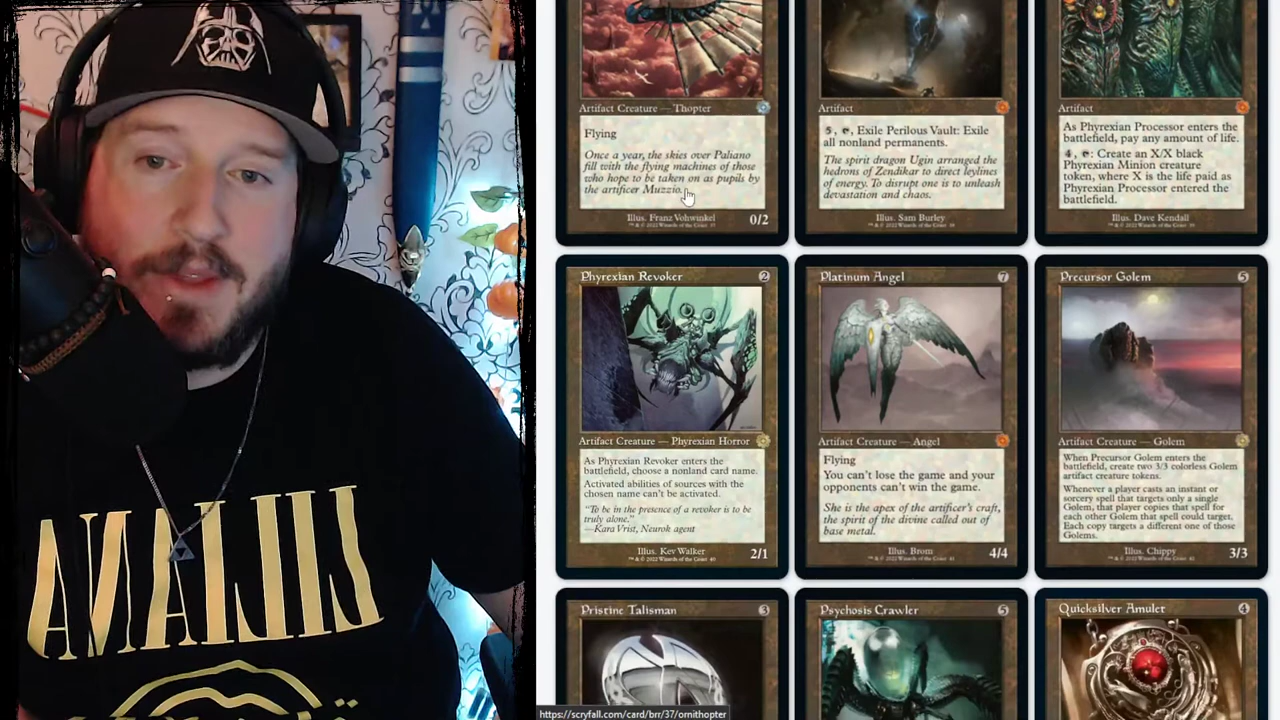 LILIANA
Artifact Creature — Thopter
Flying
Once a year, the skies over Paliano
fill with the flying machines of those
who hope to be taken on as pupils by
the artificer Muzzio.
Illus. Franz Vohwinkel
0/2
Artifact
5, T, Exile Perilous Vault: Exile
all nonland permanents.
The spirit dragon Ugin arranged the
hedrons of Zendikar to direct leylines
of energy. To disrupt one is to unleash
devastation and chaos.
Illus. Sam Burley
Artifact
As Phyrexian Processor enters the
battlefield, pay any amount of life.
4, T: Create an X/X black
Phyrexian Minion creature
token, where X is the life paid as
Phyrexian Processor entered the
battlefield.
Illus. Dave Kendall
Phyrexian Revoker 2
Artifact Creature — Phyrexian Horror
As Phyrexian Revoker enters the
battlefield, choose a nonland card name.
Activated abilities of sources with the
chosen name can't be activated.
"To be in the presence of a revoker is to be
truly alone."
—Kara Vrist, Neurok agent
Illus. Kev Walker
2/1
Platinum Angel 7
Artifact Creature — Angel
Flying
You can't lose the game and your
opponents can't win the game.
She is the apex of the artificer's craft,
the spirit of the divine called out of
base metal.
Illus. Brom
4/4
Precursor Golem 5
Artifact Creature — Golem
When Precursor Golem enters the
battlefield, create two 3/3 colorless Golem
artifact creature tokens.
Whenever a player casts an instant or
sorcery spell that targets only a single
Golem, that player copies that spell for
each other Golem that spell could target.
Each copy targets a different one of those
Golems.
Illus. Chippy
3/3
Pristine Talisman 3
Psychosis Crawler 5
Quicksilver Amulet 4
https://scryfall.com/card/brr/37/ornithopter